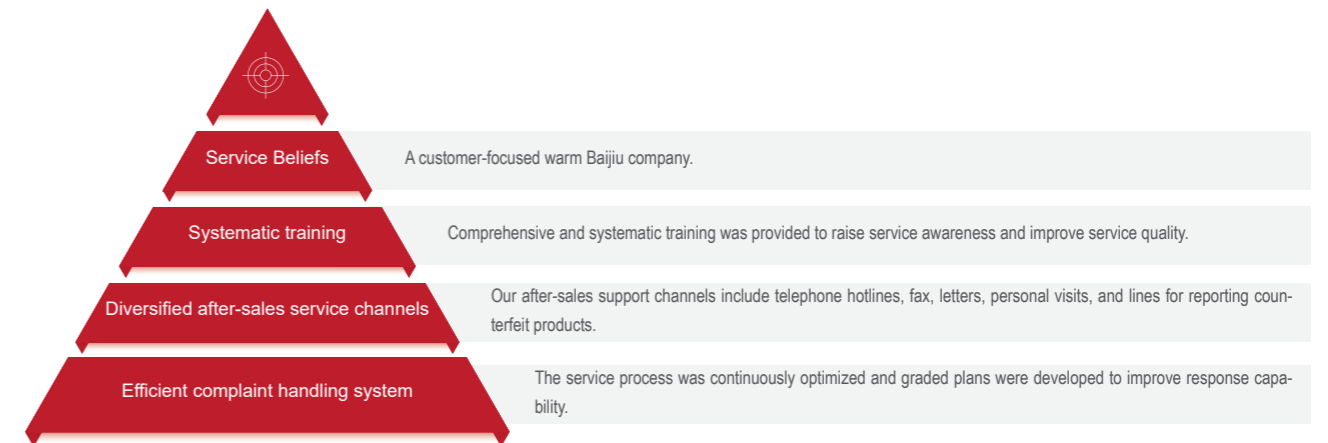 Service Beliefs
A customer-focused warm Baijiu company.
Systematic training
Comprehensive and systematic training was provided to raise service awareness and improve service quality.
Diversified after-sales service channels
Our after-sales support channels include telephone hotlines, fax, letters, personal visits, and lines for reporting coun-
terfeit products.
Efficient complaint handling system
The service process was continuously optimized and graded plans were developed to improve response capa-
bility.